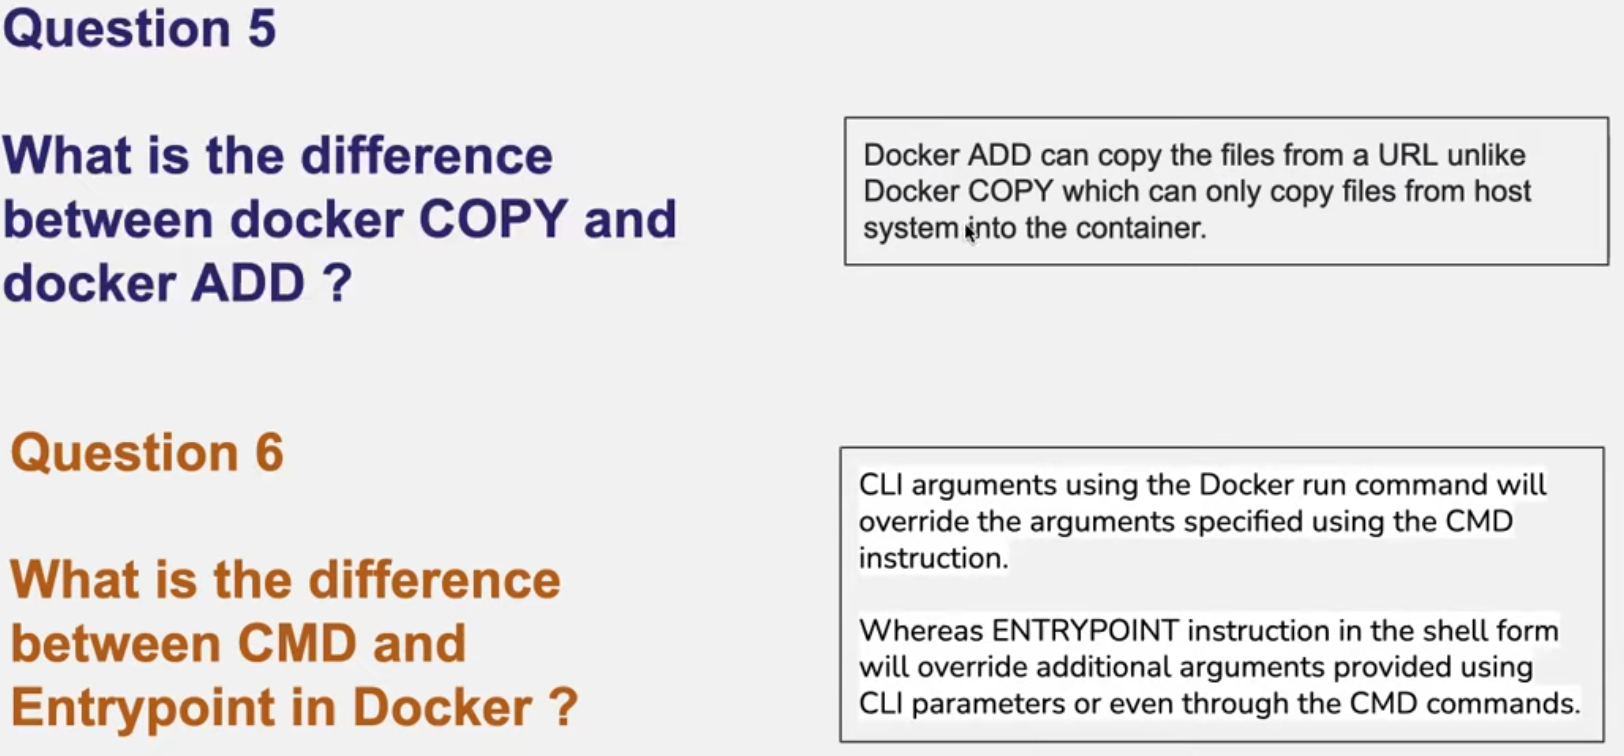 Question 5
What is the difference
between docker COPY and
docker ADD ?
Docker ADD can copy the files from a URL unlike
Docker COPY which can only copy files from host
system into the container.
Question 6
What is the difference
between CMD and
Entrypoint in Docker ?
CLI arguments using the Docker run command will
override the arguments specified using the CMD
instruction.
Whereas ENTRYPOINT instruction in the shell form
will override additional arguments provided using
CLI parameters or even through the CMD commands.